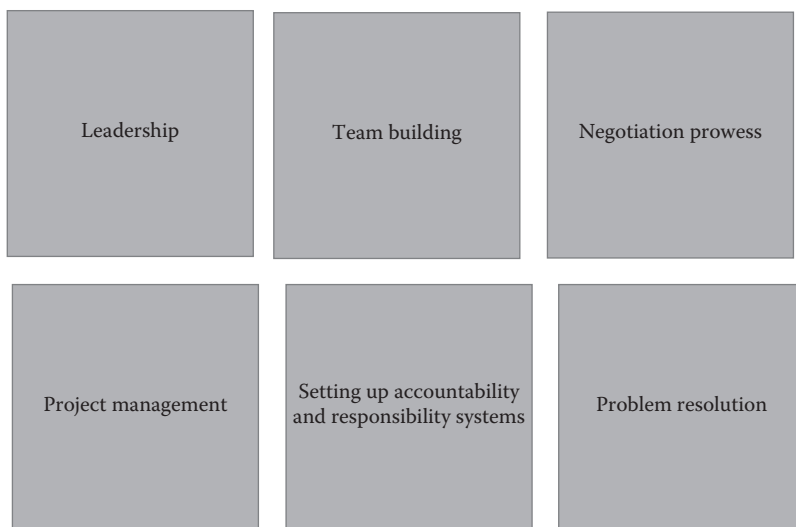 Leadership
Team building
Negotiation prowess
Project management
Setting up accountability
and responsibility systems
Problem resolution